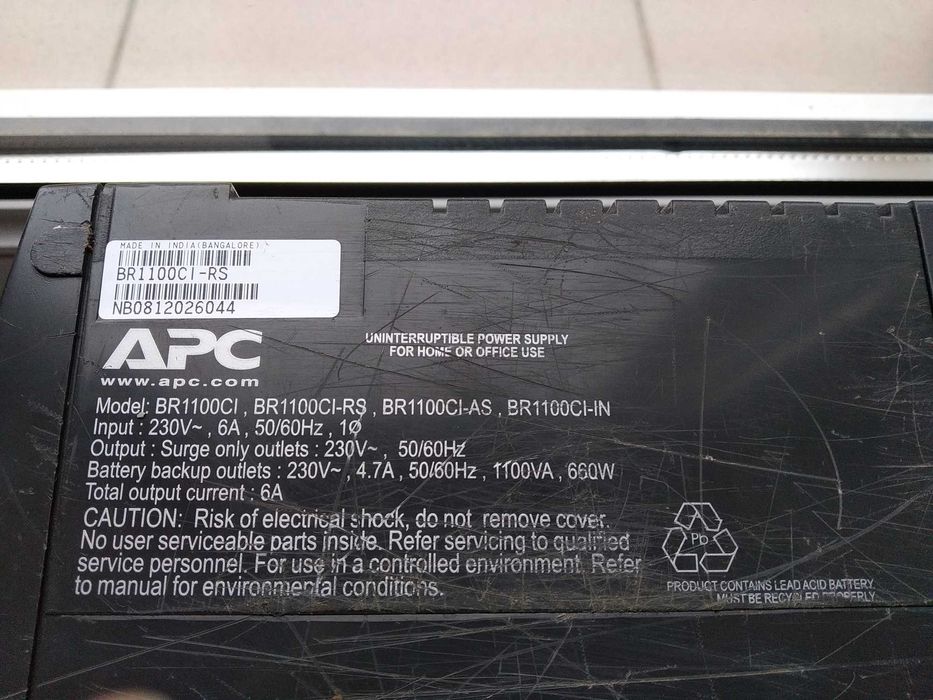 MADE IN INDIA(BANGALORE)
BR1100CI-RS
NB0812026044
APC
www.apc.com
UNINTERRUPTIBLE POWER SUPPLY
FOR HOME OR OFFICE USE
Model: BR1100CI , BR1100CI-RS , BR1100CI-AS , BR1100CI-IN
Input : 230V~ , 6A , 50/60Hz , 1Ø
Output : Surge only outlets : 230V~ , 50/60Hz
Battery backup outlets : 230V~ , 4.7A , 50/60Hz , 1100VA , 660W
Total output current : 6A
CAUTION: Risk of electrical shock, do not remove cover.
No user serviceable parts inside. Refer servicing to qualified
service personnel. For use in a controlled environment. Refer
to manual for environmental conditions.
Pb
PRODUCT CONTAINS LEAD ACID BATTERY.
MUST BE RECYCLED PROPERLY